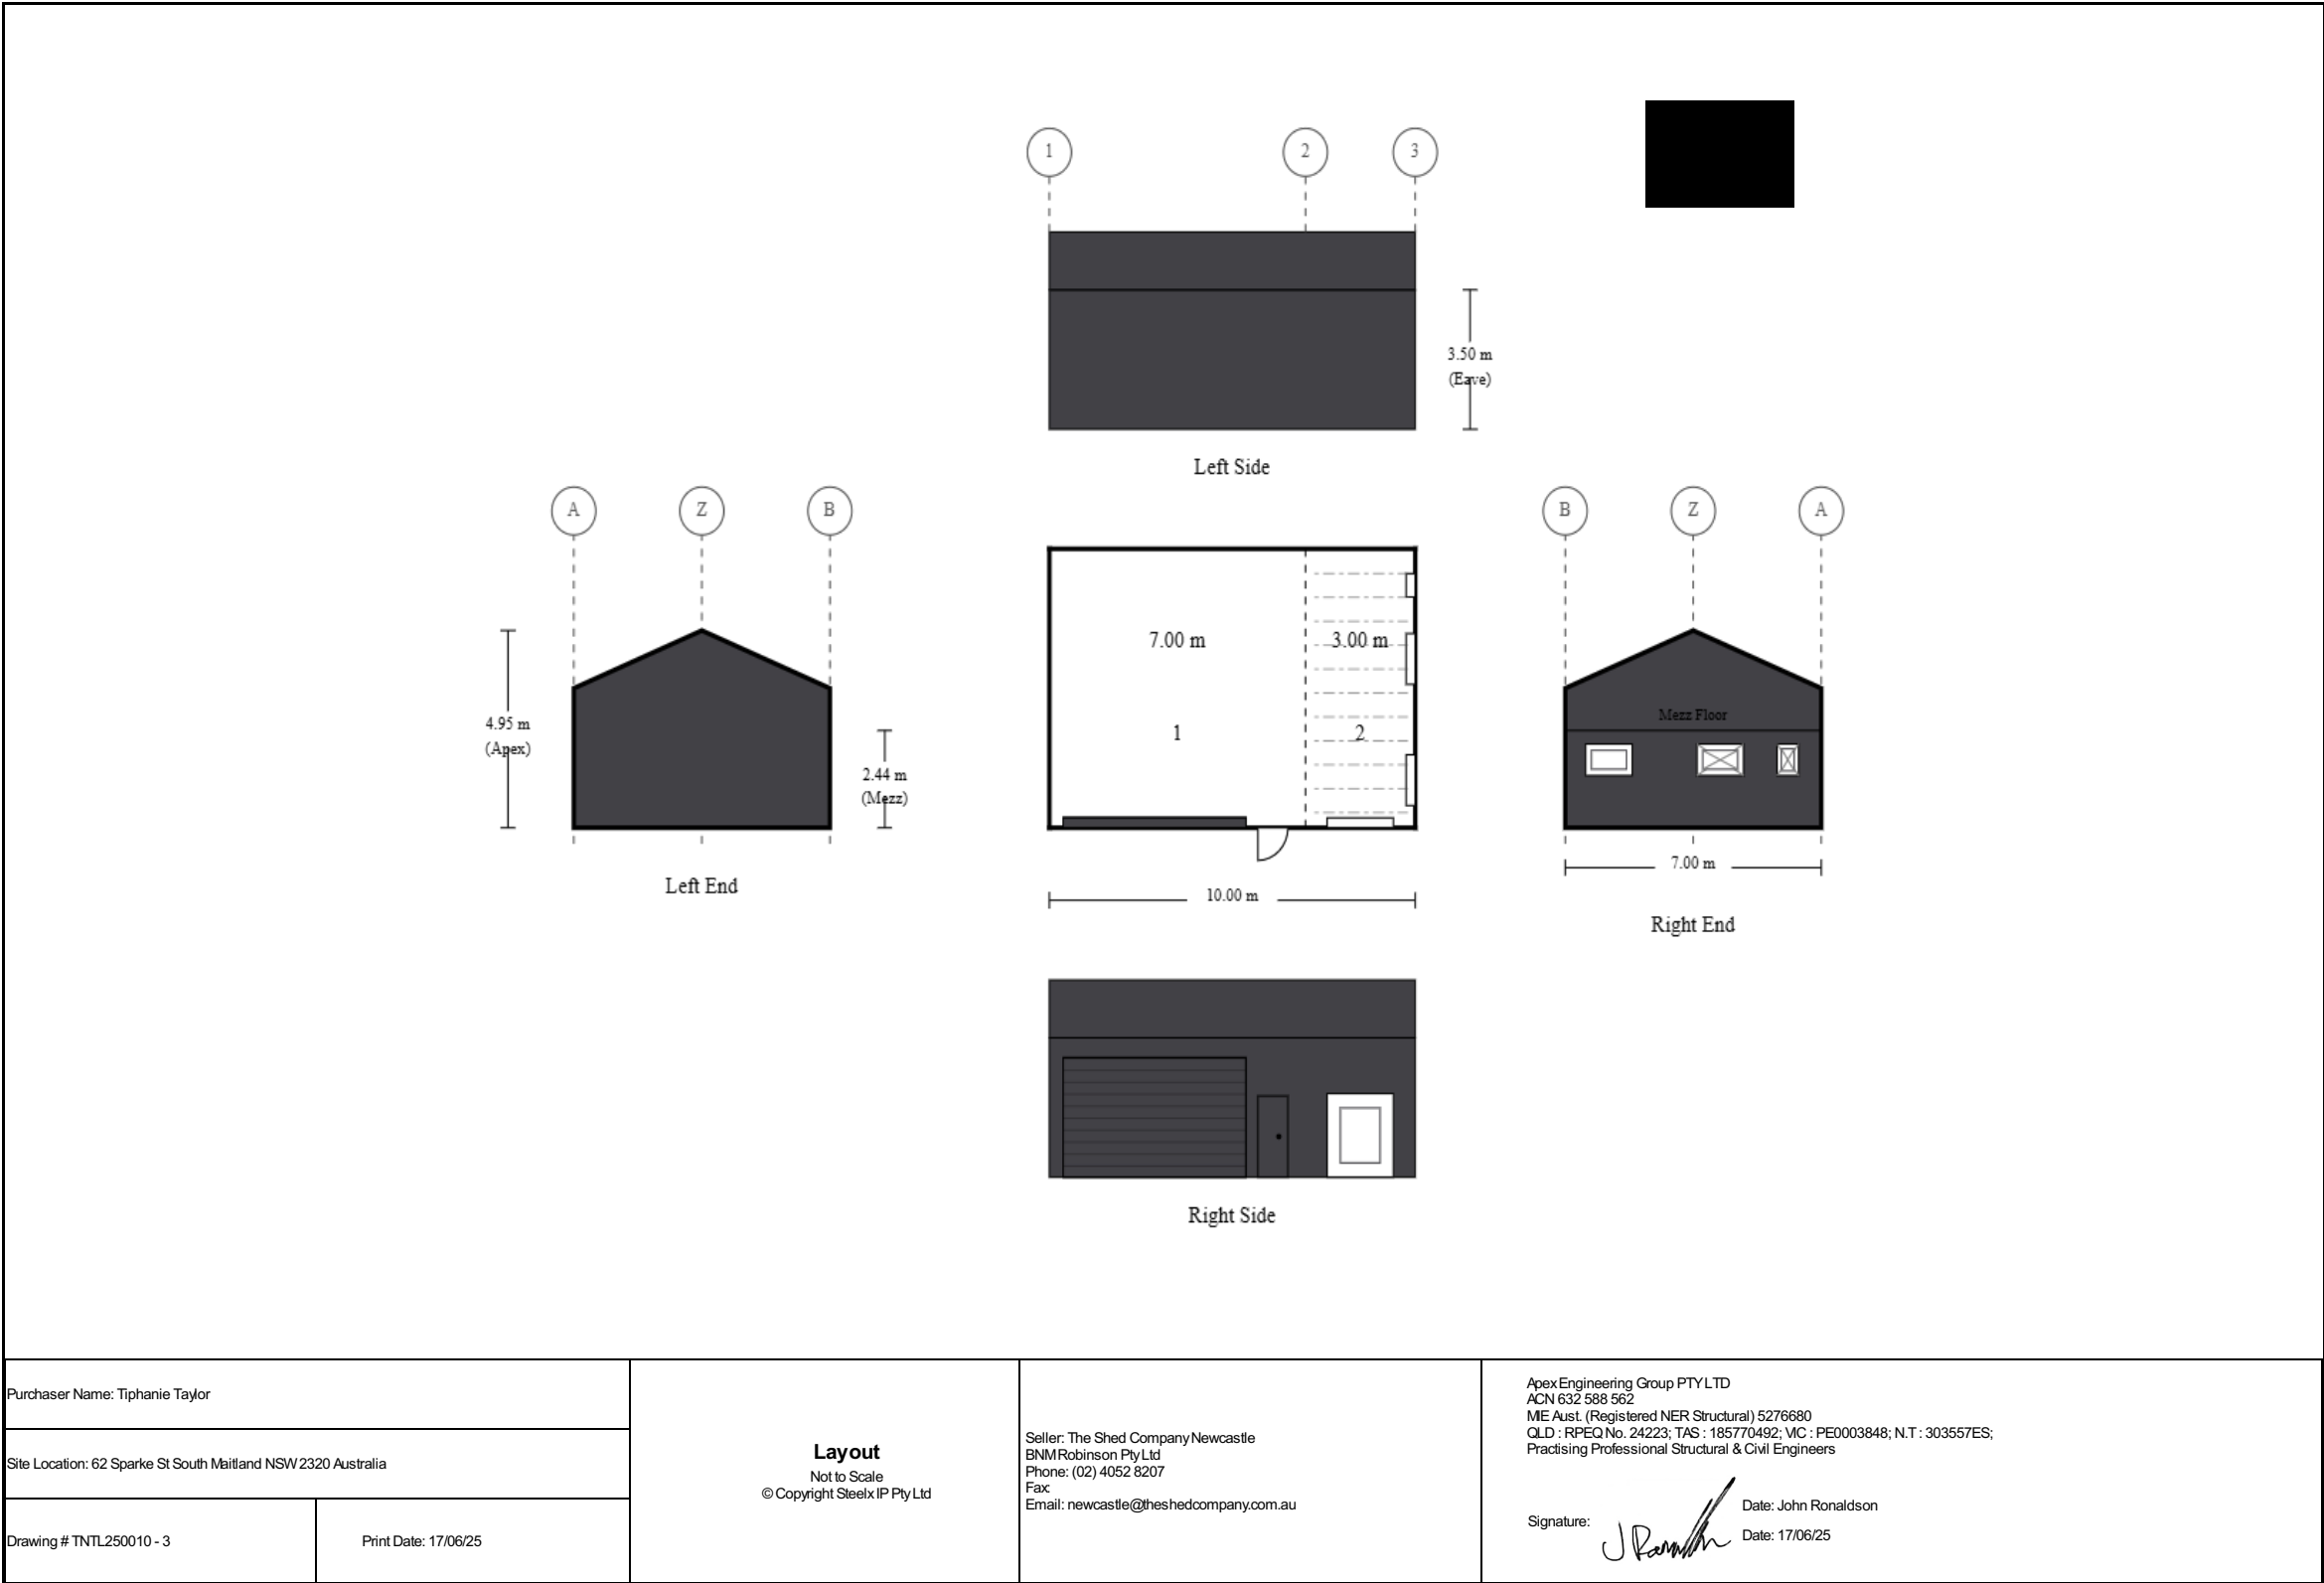 1
2
3
3.50 m
(Eave)
Left Side
A
Z
B
4.95 m
(Apex)
2.44 m
(Mezz)
Left End
7.00 m
3.00 m
1
2
10.00 m
B
Z
A
Mezz Floor
7.00 m
Right End
Right Side
Purchaser Name: Tiphanie Taylor
Site Location: 62 Sparke St South Maitland NSW 2320 Australia
Drawing # TNTL250010 - 3
Print Date: 17/06/25
Layout
Not to Scale
© Copyright Steelx IP Pty Ltd
Seller: The Shed Company Newcastle
BNM Robinson Pty Ltd
Phone: (02) 4052 8207
Fax:
Email: newcastle@theshedcompany.com.au
Apex Engineering Group PTY LTD
ACN 632 588 562
MIE Aust. (Registered NER Structural) 5276680
QLD : RPEQ No. 24223; TAS : 185770492; VIC : PE0003848; N.T : 303557ES;
Practising Professional Structural & Civil Engineers
Signature:
Date: John Ronaldson
Date: 17/06/25